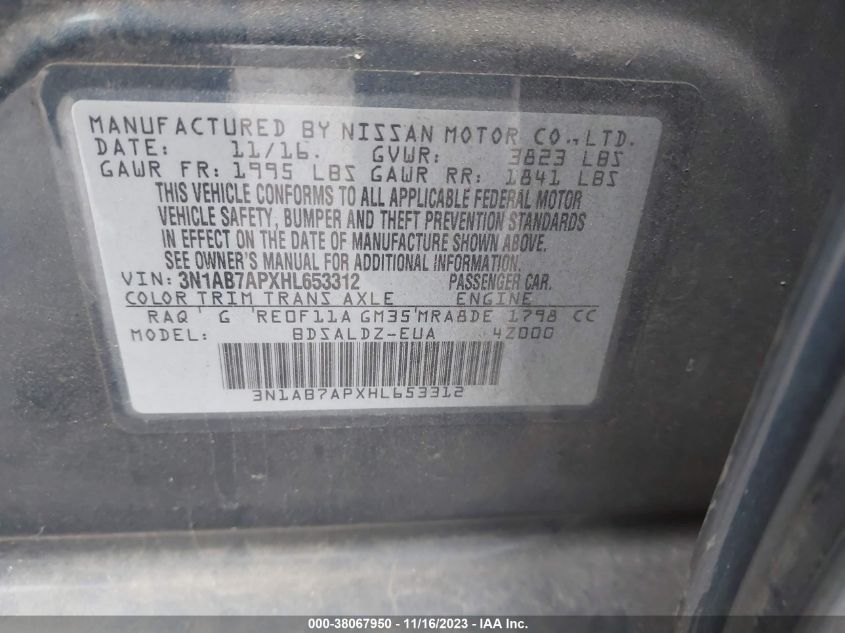 MANUFACTURED BY NISSAN MOTOR CO., LTD.
DATE: 11/16. GVWR: 3823 LBS
GAWR FR: 1995 LBS GAWR RR: 1841 LBS
THIS VEHICLE CONFORMS TO ALL APPLICABLE FEDERAL MOTOR
VEHICLE SAFETY, BUMPER AND THEFT PREVENTION STANDARDS
IN EFFECT ON THE DATE OF MANUFACTURE SHOWN ABOVE.
SEE OWNER'S MANUAL FOR ADDITIONAL INFORMATION.
VIN: 3N1AB7APXHL653312 PASSENGER CAR.
COLOR TRIM TRANS AXLE ENGINE
RAQ G RE0F11A GM35 MRA8DE 1798 CC
MODEL: BDSALDZ-EUA 4Z000
3N1AB7APXHL653312
000-38067950 - 11/16/2023 - Copyright © 2023 - IAA, Inc.